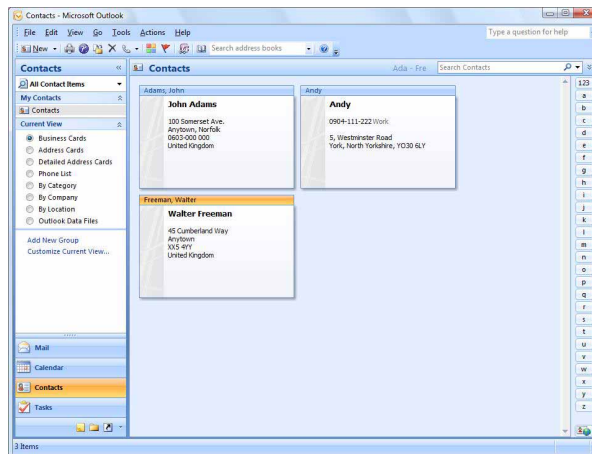 Contacts - Microsoft Outlook
File Edit View Go Tools Actions Help
Type a question for help
New
Search address books
Contacts
All Contact Items
My Contacts
Contacts
Current View
Business Cards
Address Cards
Detailed Address Cards
Phone List
By Category
By Company
By Location
Outlook Data Files
Add New Group
Customize Current View...
Mail
Calendar
Contacts
Tasks
Contacts
Ada - Fre
Search Contacts
Adams, John
John Adams
100 Somerset Ave.
Anytown, Norfolk
0603-000 000
United Kingdom
Andy
Andy
0904-111-222 Work
5, Westminster Road
York, North Yorkshire, YO30 6LY
Freeman, Walter
Walter Freeman
45 Cumberland Way
Anytown
XX5 4YY
United Kingdom
123
a
b
c
d
e
f
g
h
i
j
k
l
m
n
o
p
q
r
s
t
u
v
w
x
y
z
3 Items